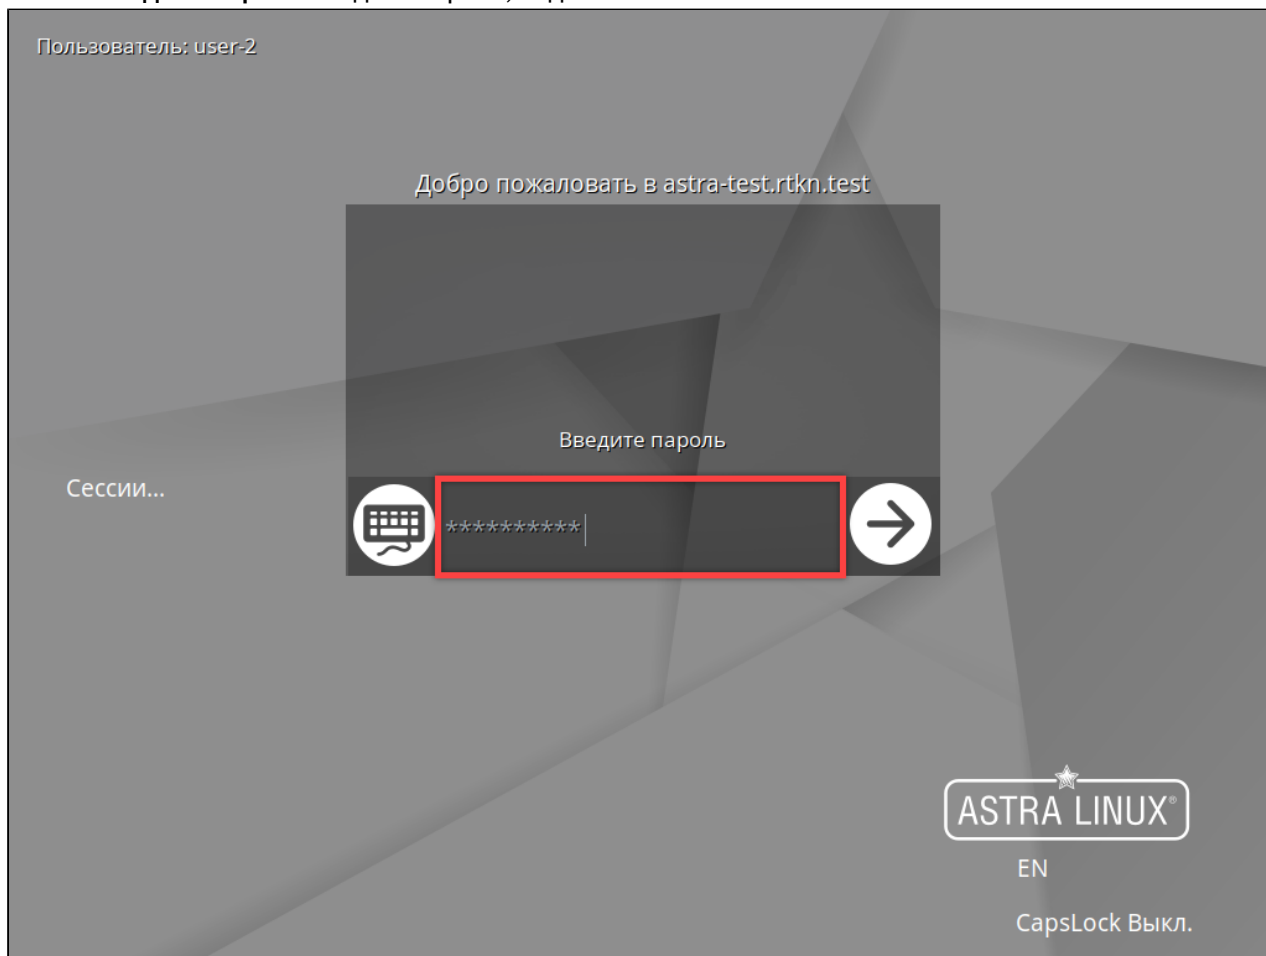 Пользователь: user-2
Добро пожаловать в astra-test.rtkn.test
Введите пароль
Сессии...
**********
ASTRA LINUX®
EN
CapsLock Выкл.